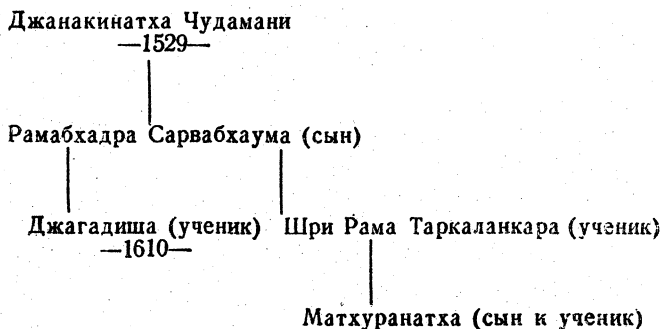 Джанакинатха Чудамани
—1529—
Рамабхадра Сарвабхаума (сын)
Джагадиша (ученик) Шри Рама Таркаланкара (ученик)
—1610—
Матхуранатха (сын к ученик)